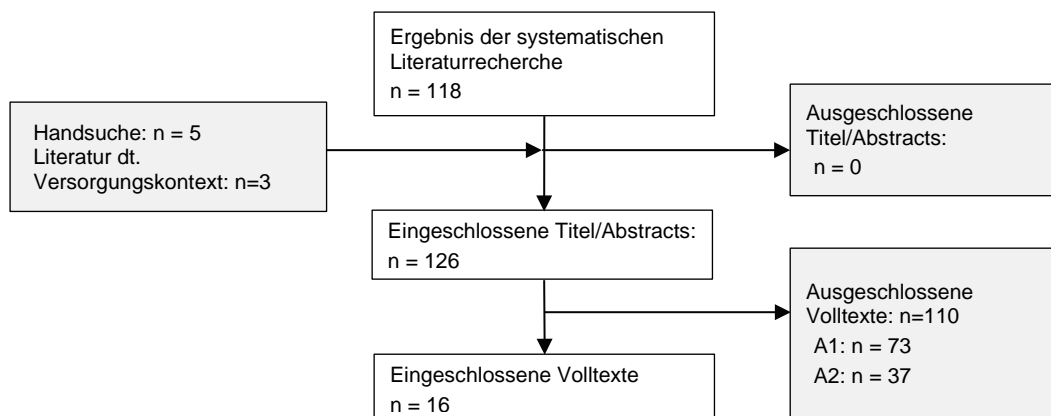 Ergebnis der systematischen
Literaturrecherche
n = 118
Handsuche: n = 5
Literatur dt.
Versorgungskontext: n=3
Ausgeschlossene
Titel/Abstracts:
n = 0
Eingeschlossene Titel/Abstracts:
n = 126
Ausgeschlossene
Volltexte: n=110
A1: n = 73
A2: n = 37
Eingeschlossene Volltexte
n = 16